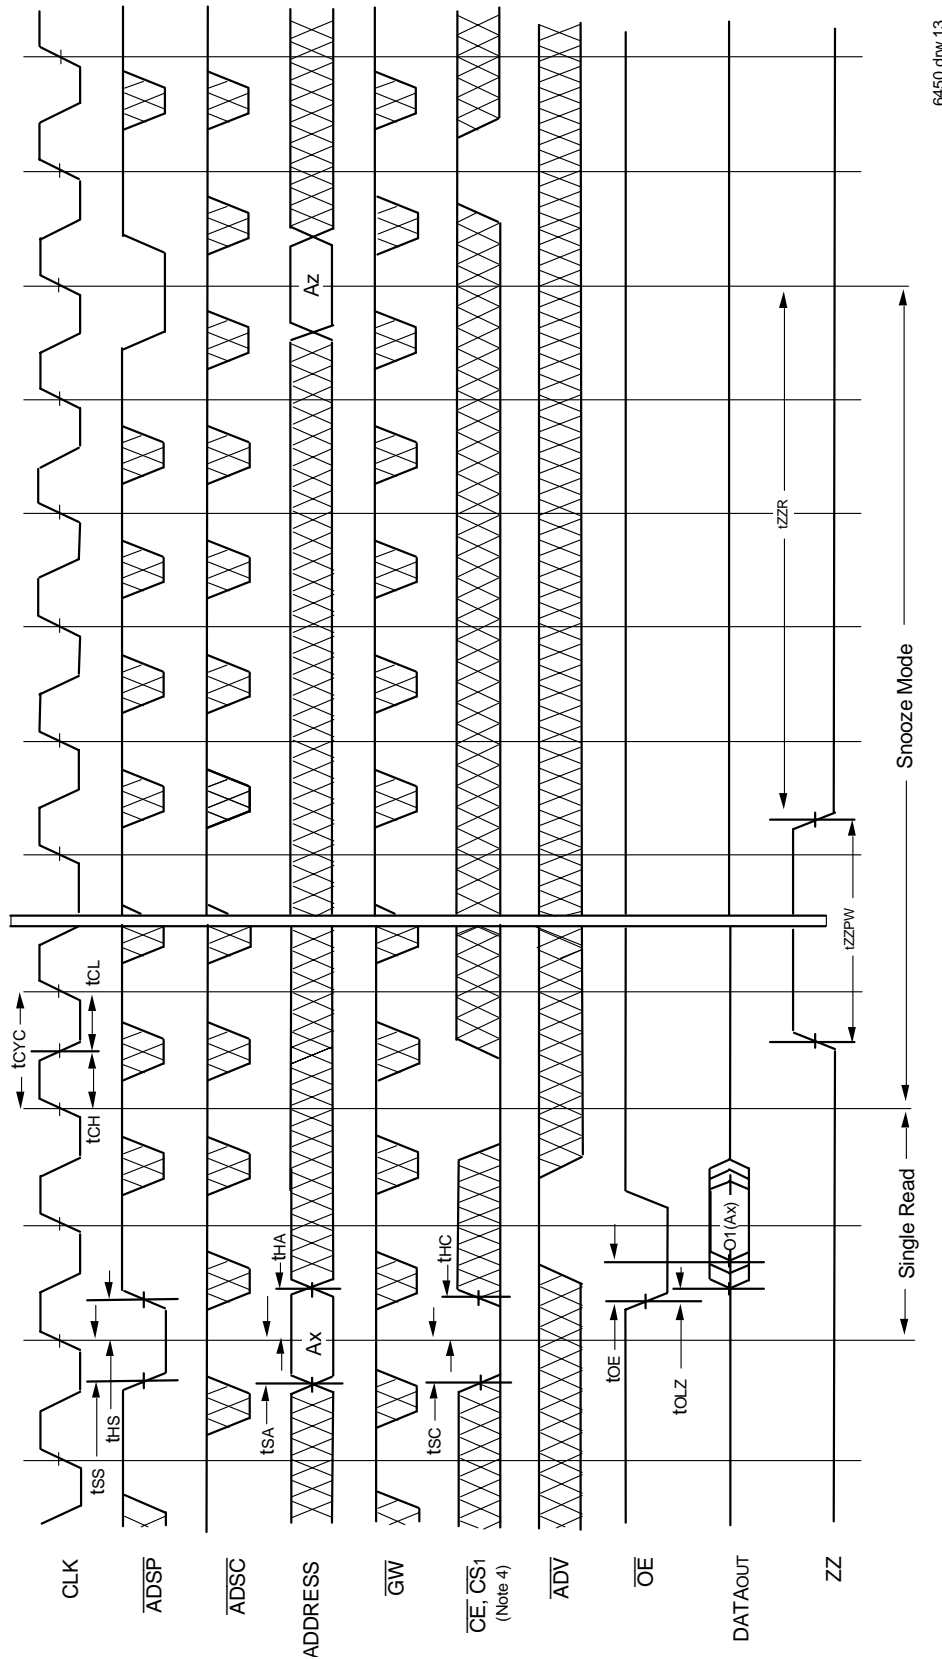 CLK
ADSP
ADSC
ADDRESS
GW
CE, CS1
(Note 4)
ADV
OE
DATAOUT
ZZ
tCYC
tCH
tCL
tSS
tHS
tSA
tHA
Ax
Az
tSC
tHC
tOE
tOLZ
O1(Ax)
tZZPW
tZZR
Single Read
Snooze Mode
6450 drw 13